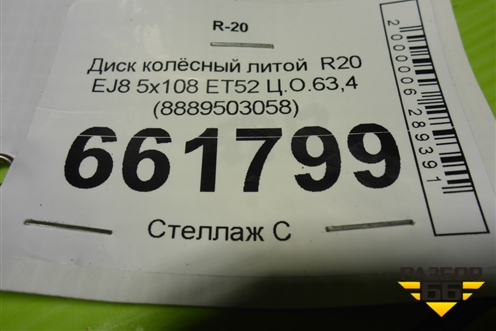 R-20
Диск колёсный литой R20
EJ8 5x108 ET52 Ц.О.63,4
(8889503058)
661799
Стеллаж С
2000006289391
РАЗБОР
66